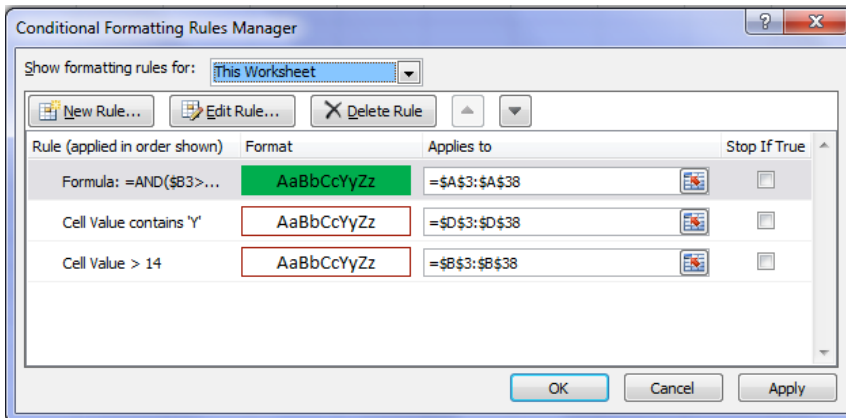 Conditional Formatting Rules Manager
Show formatting rules for: This Worksheet
New Rule... Edit Rule... Delete Rule
Rule (applied in order shown) Format Applies to Stop If True
Formula: =AND($B3>... AaBbCcYyZz =$A$3:$A$38
Cell Value contains 'Y' AaBbCcYyZz =$D$3:$D$38
Cell Value > 14 AaBbCcYyZz =$B$3:$B$38
OK Cancel Apply